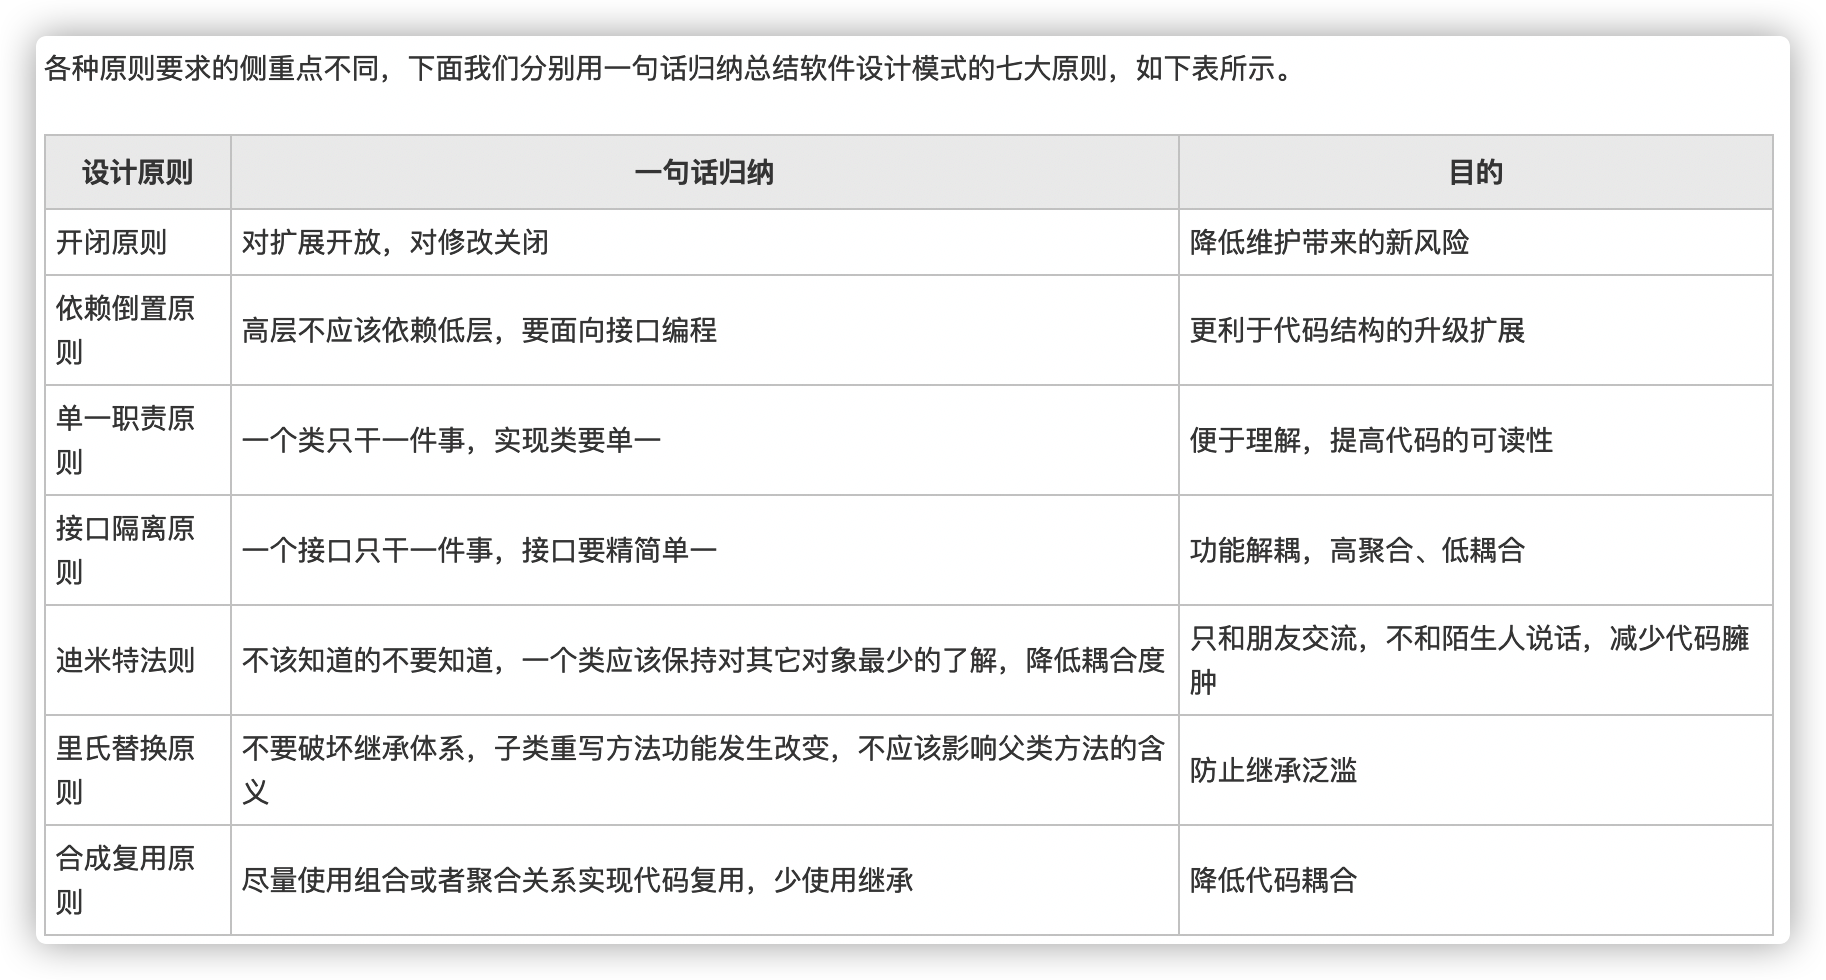 各种原则要求的侧重点不同，下面我们分别用一句话归纳总结软件设计模式的七大原则，如下表所示。
设计原则 一句话归纳 目的
开闭原则 对扩展开放，对修改关闭 降低维护带来的新风险
依赖倒置原
则
高层不应该依赖低层，要面向接口编程 更利于代码结构的升级扩展
单一职责原
则
一个类只干一件事，实现类要单一 便于理解，提高代码的可读性
接口隔离原
则
一个接口只干一件事，接口要精简单一 功能解耦，高聚合、低耦合
迪米特法则 不该知道的不要知道，一个类应该保持对其它对象最少的了解，降低耦合度
只和朋友交流，不和陌生人说话，减少代码臃
肿
里氏替换原
则
不要破坏继承体系，子类重写方法功能发生改变，不应该影响父类方法的含
义
防止继承泛滥
合成复用原
则
尽量使用组合或者聚合关系实现代码复用，少使用继承 降低代码耦合